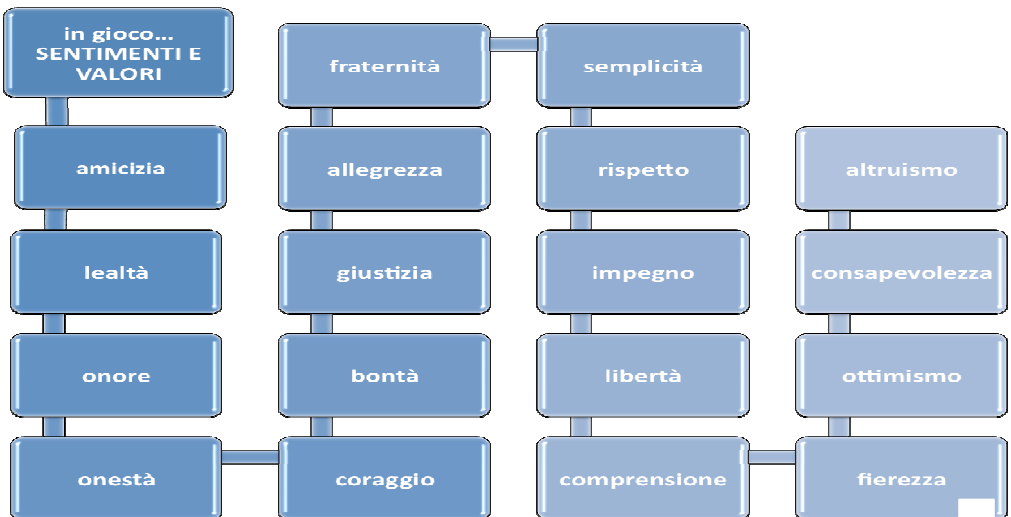 in gioco...
SENTIMENTI E
VALORI
amicizia
lealtà
onore
onestà
coraggio
bontà
giustizia
allegrezza
fraternità
semplicità
rispetto
impegno
libertà
comprensione
fierezza
ottimismo
consapevolezza
altruismo